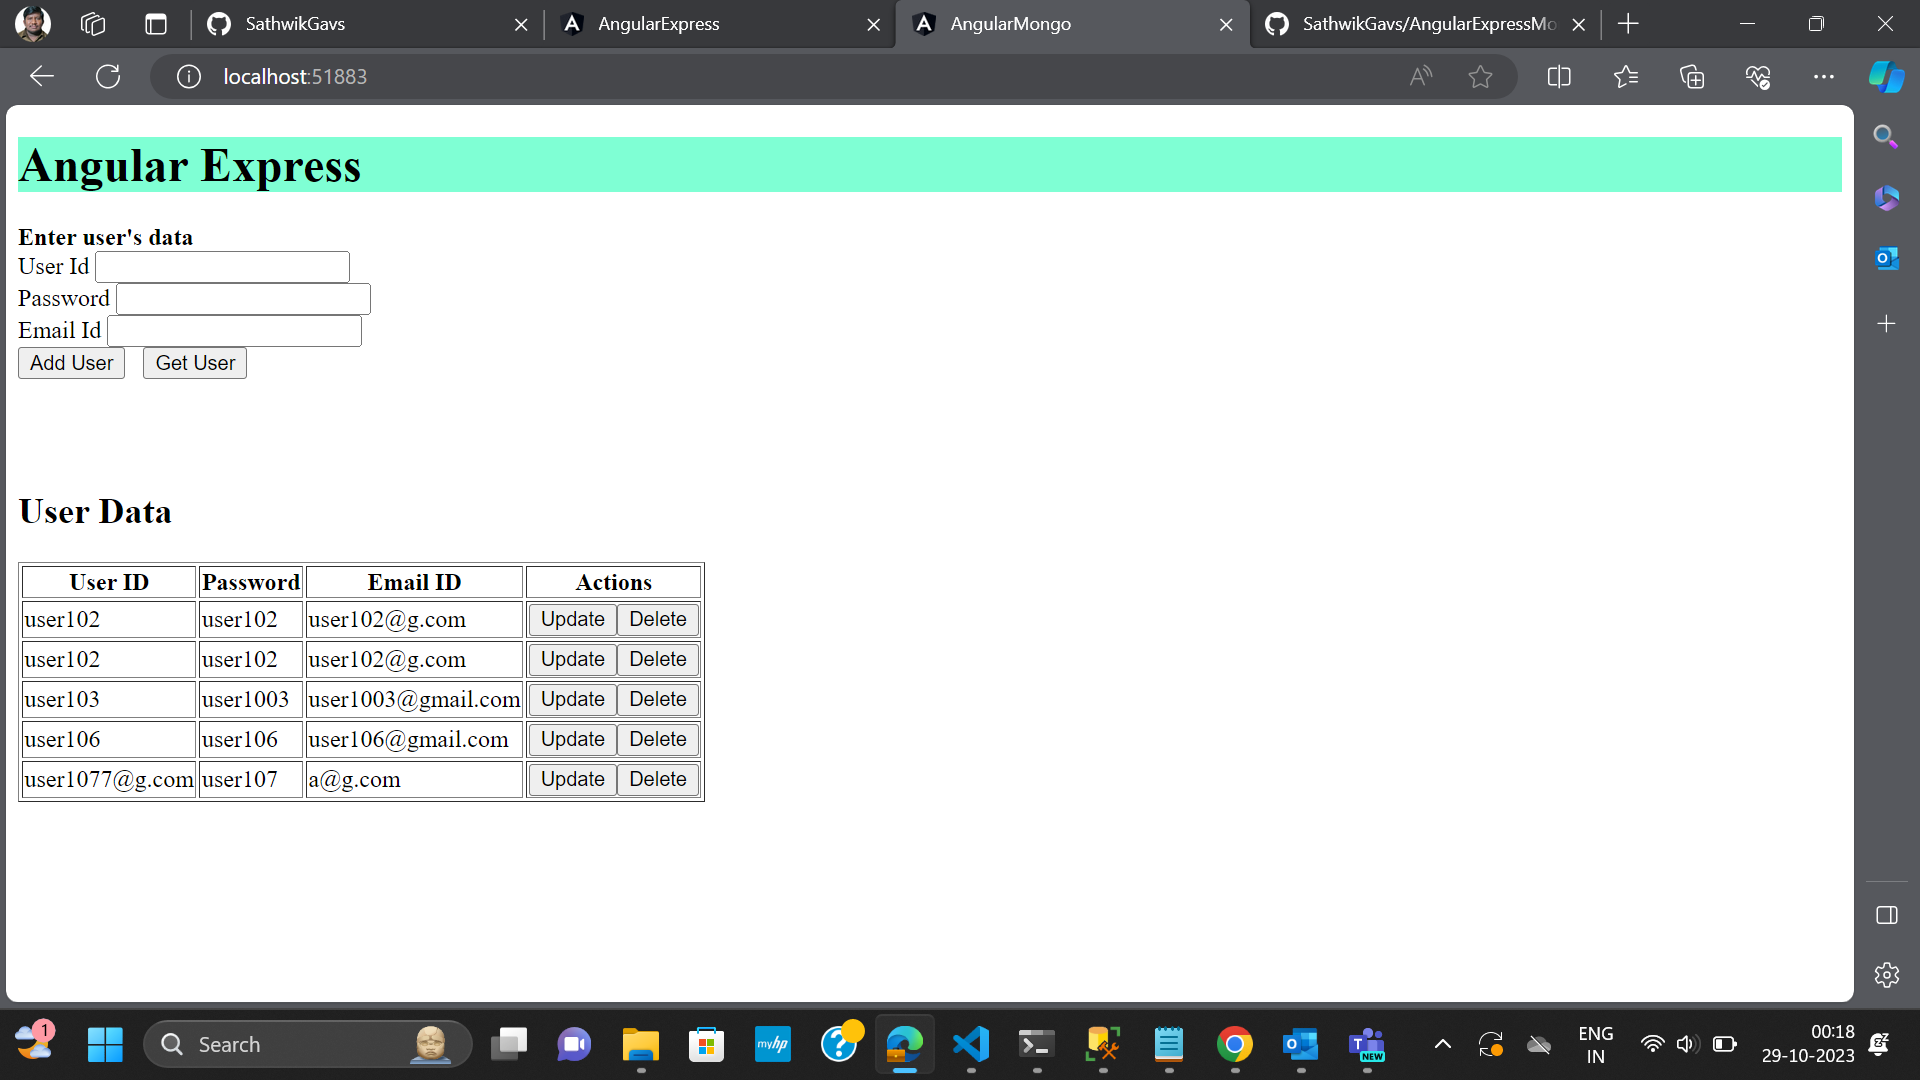 SathwikGavs
AngularExpress
AngularMongo
SathwikGavs/AngularExpressMo
localhost:51883
Angular Express
Enter user's data
User Id
Password
Email Id
Add User Get User
User Data
User ID Password Email ID Actions
user102 user102 user102@g.com Update Delete
user102 user102 user102@g.com Update Delete
user103 user1003 user1003@gmail.com Update Delete
user106 user106 user106@gmail.com Update Delete
user1077@g.com user107 a@g.com Update Delete
1
Search
myhp
NEW
ENG
IN
00:18
29-10-2023